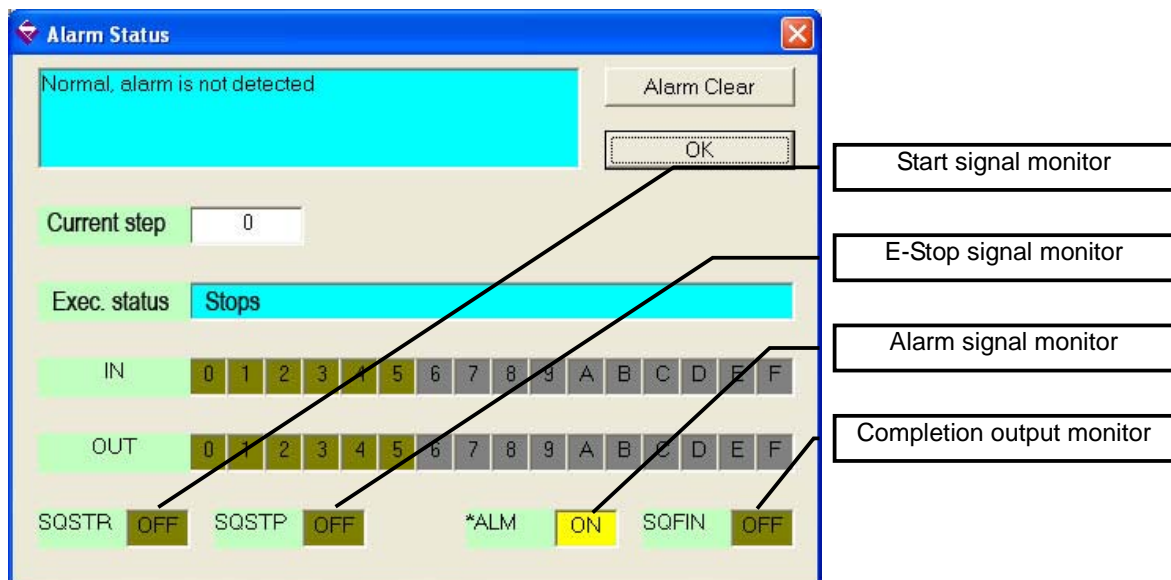 Alarm Status
Normal, alarm is not detected
Alarm Clear
OK
Start signal monitor
Current step 0
E-Stop signal monitor
Exec. status Stops
Alarm signal monitor
IN 0 1 2 3 4 5 6 7 8 9 A B C D E F
OUT 0 1 2 3 4 5 6 7 8 9 A B C D E F
Completion output monitor
SQSTR OFF SQSTP OFF *ALM ON SQFIN OFF